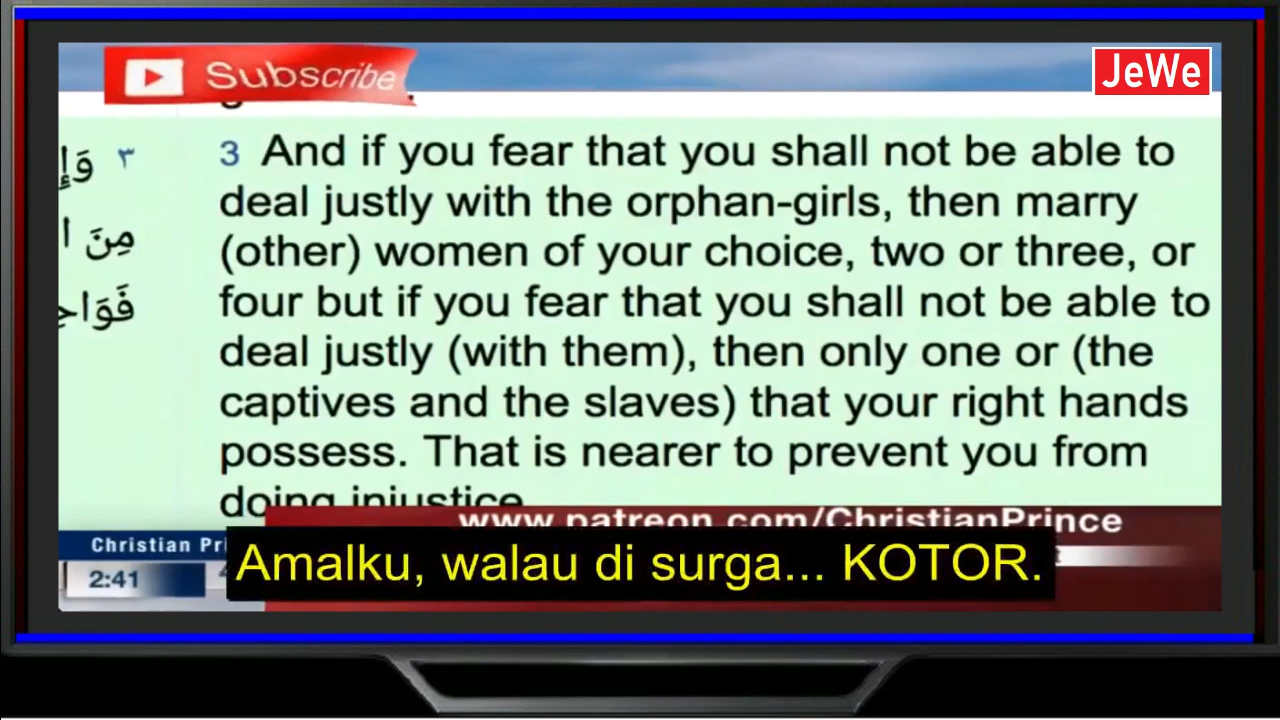 Subscribe
JeWe
٣ وَإِ
3 And if you fear that you shall not be able to
deal justly with the orphan-girls, then marry
مِنَ ا
(other) women of your choice, two or three, or
فَوَاحِ
four but if you fear that you shall not be able to
deal justly (with them), then only one or (the
captives and the slaves) that your right hands
possess. That is nearer to prevent you from
doing injustice.
www.patreon.com/ChristianPrince
Christian Pri
Amalku, walau di surga... KOTOR.
2:41